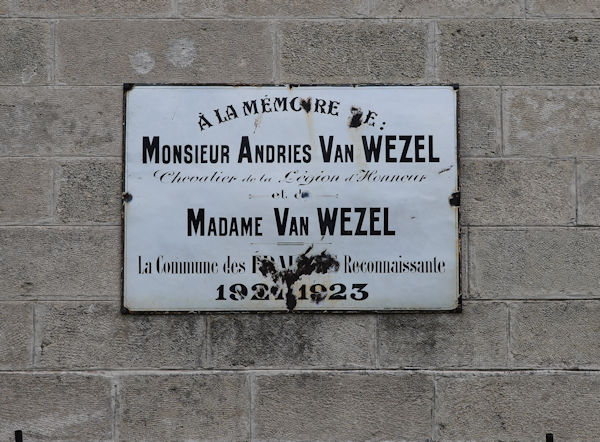 À LA MÉMOIRE DE:
MONSIEUR ANDRIES VAN WEZEL
Chevalier de la Légion d'Honneur
et de
MADAME VAN WEZEL
La Commune des Reconnaissante
1923